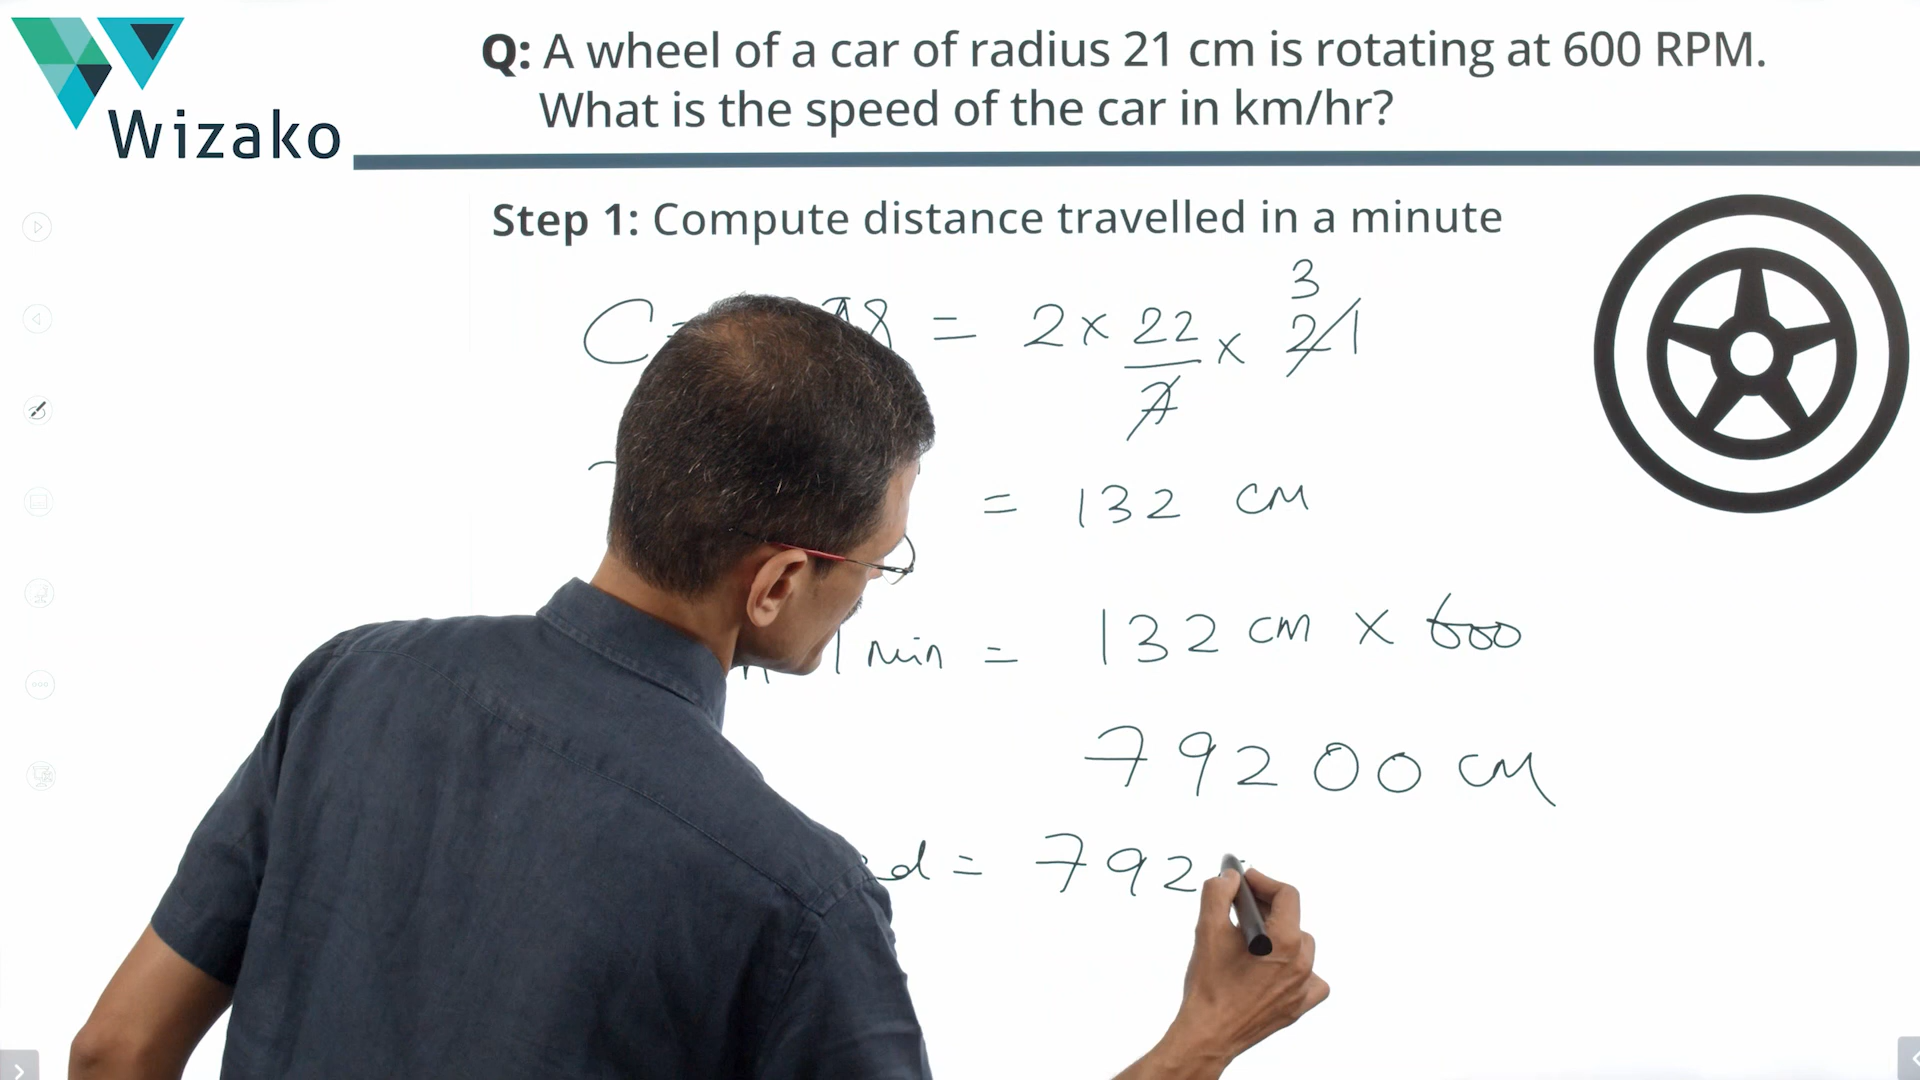 Wizako
Q: A wheel of a car of radius 21 cm is rotating at 600 RPM.
What is the speed of the car in km/hr?
Step 1: Compute distance travelled in a minute
3
C = = 2 × 22 × 21
7
= 132 cm
1 min = 132 cm × 600
79200 cm
d = 792